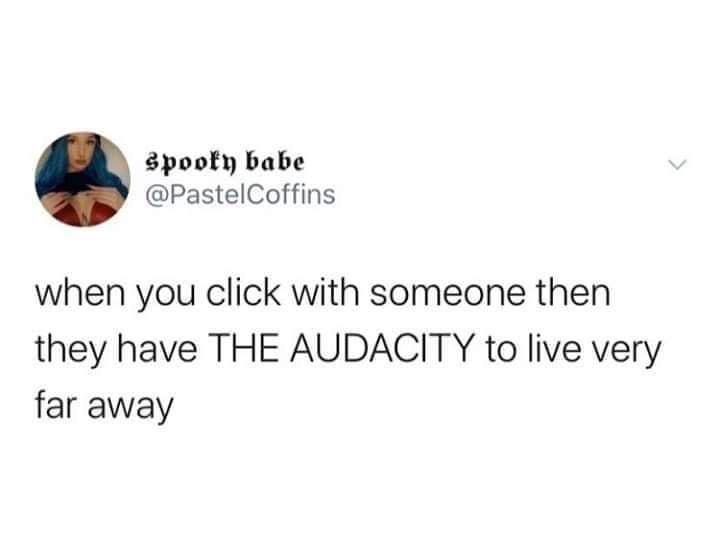 spooky babe
@PastelCoffins
when you click with someone then
they have THE AUDACITY to live very
far away